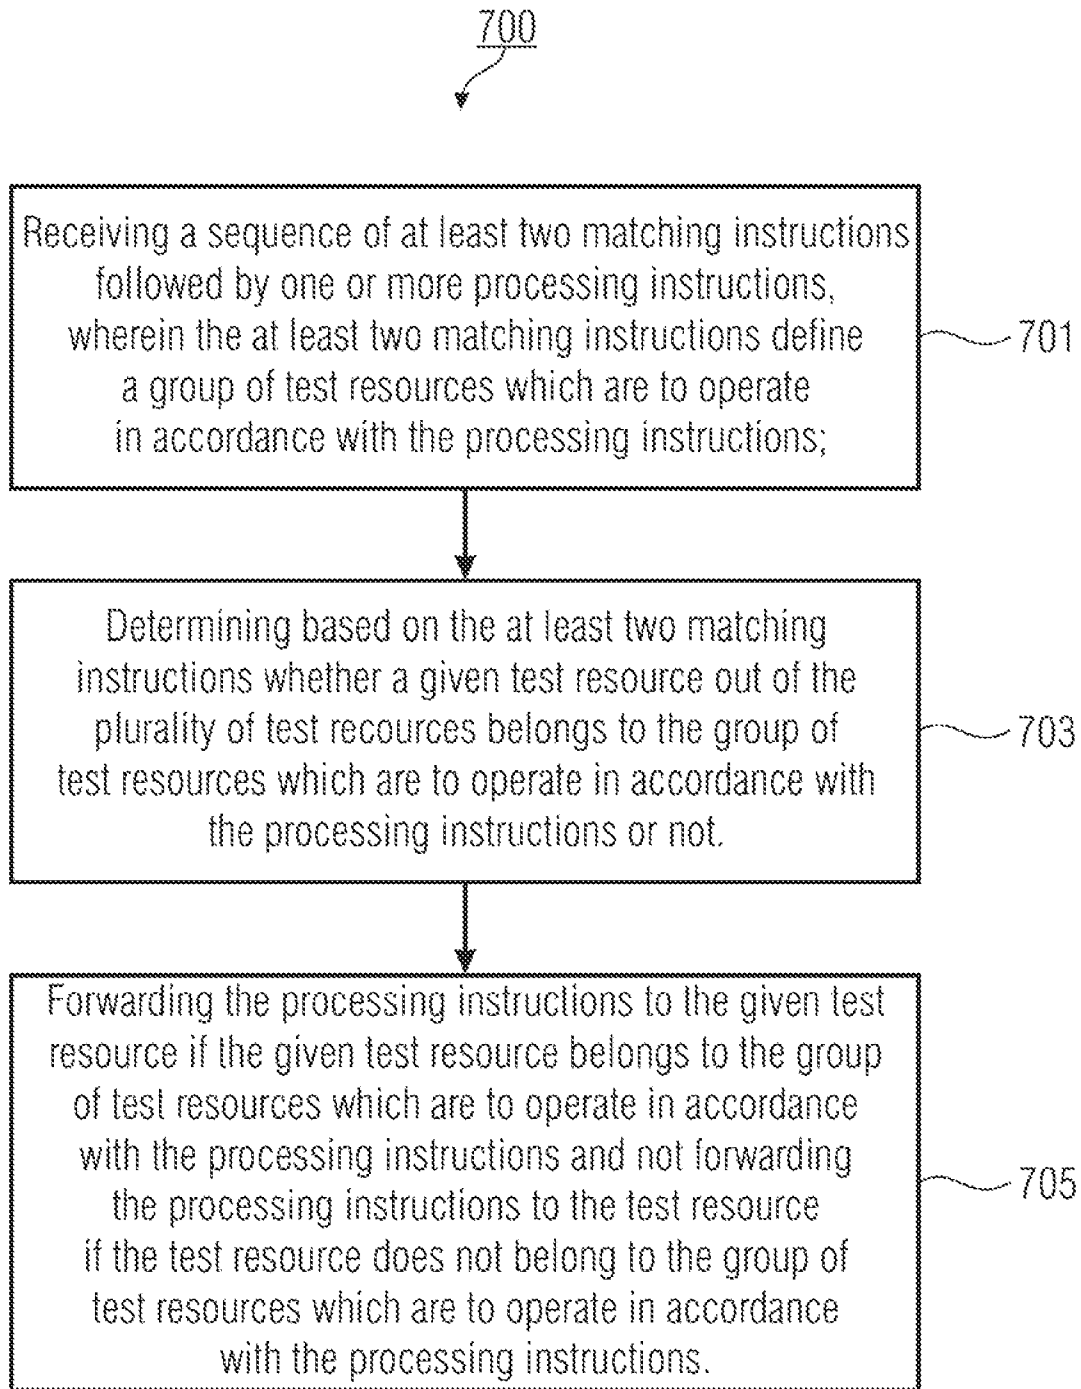 700
Receiving a sequence of at least two matching instructions
followed by one or more processing instructions,
wherein the at least two matching instructions define
a group of test resources which are to operate
in accordance with the processing instructions;
701
Determining based on the at least two matching
instructions whether a given test resource out of the
plurality of test recources belongs to the group of
test resources which are to operate in accordance with
the processing instructions or not.
703
Forwarding the processing instructions to the given test
resource if the given test resource belongs to the group
of test resources which are to operate in accordance
with the processing instructions and not forwarding
the processing instructions to the test resource
if the test resource does not belong to the group of
test resources which are to operate in accordance
with the processing instructions.
705